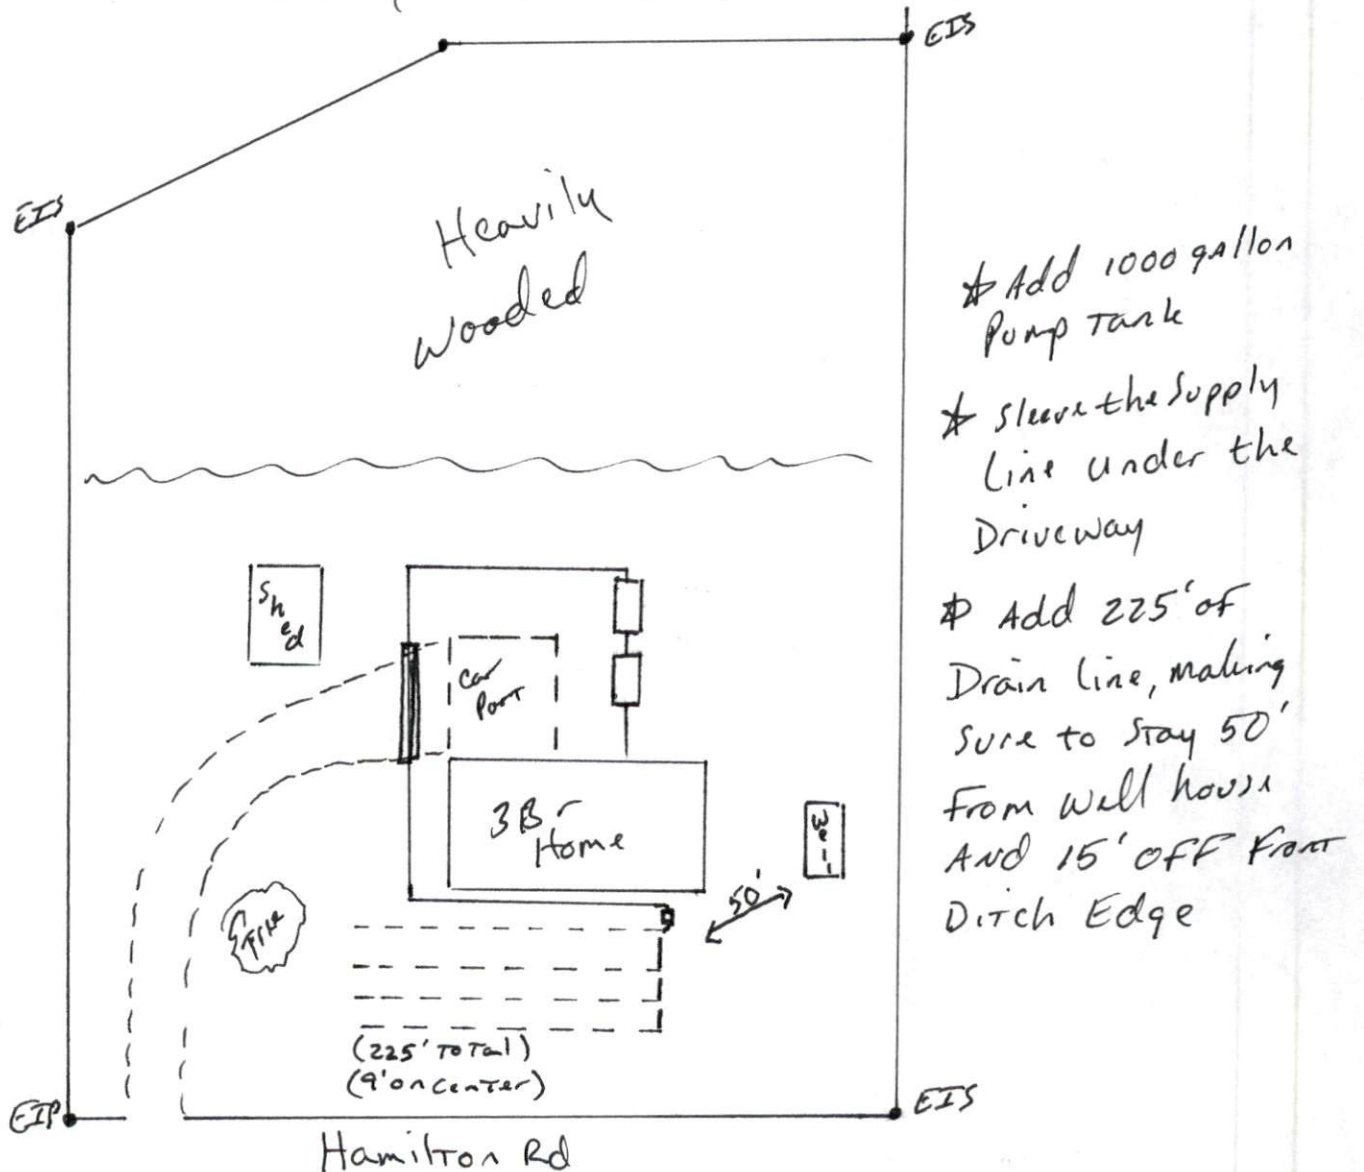 EIS
EIS
Heavily
Wooded
★ Add 1000 gallon
Pump Tank
★ Sleeve the Supply
Line under the
Driveway
★ Add 225' of
Drain line, making
sure to stay 50'
From Well house
And 15' off Front
Ditch Edge
Shed
Car
Port
3Br
Home
Well
50'
Tree
(225' Total)
(9' on center)
EIP
EIS
Hamilton Rd